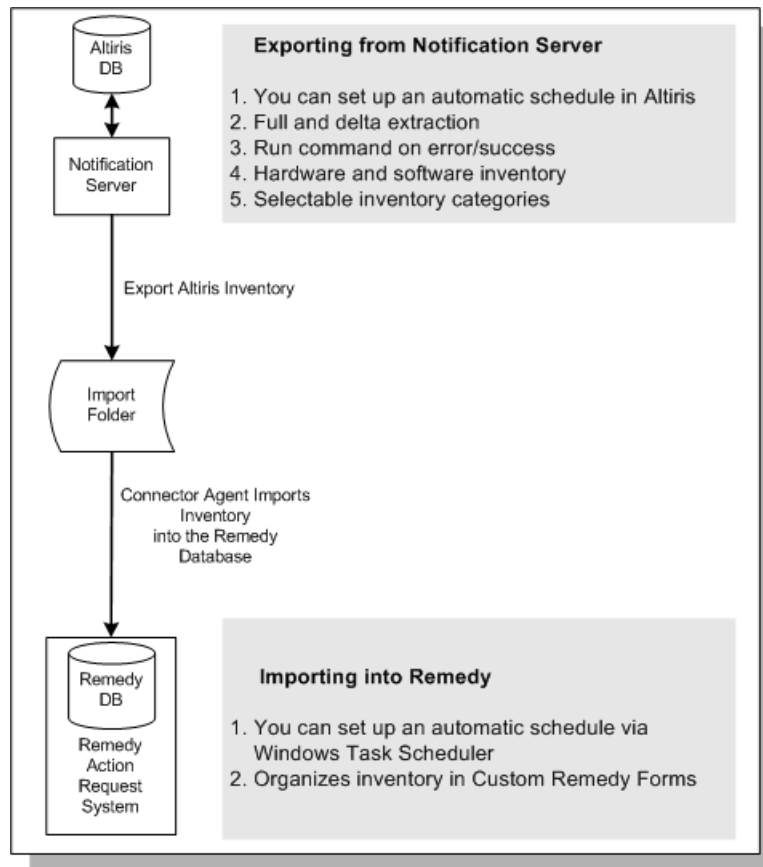 Altiris
DB
Exporting from Notification Server
1. You can set up an automatic schedule in Altiris
2. Full and delta extraction
3. Run command on error/success
4. Hardware and software inventory
5. Selectable inventory categories
Notification
Server
Export Altiris Inventory
Import
Folder
Connector Agent Imports
Inventory
into the Remedy
Database
Remedy
DB
Remedy
Action
Request
System
Importing into Remedy
1. You can set up an automatic schedule via
Windows Task Scheduler
2. Organizes inventory in Custom Remedy Forms